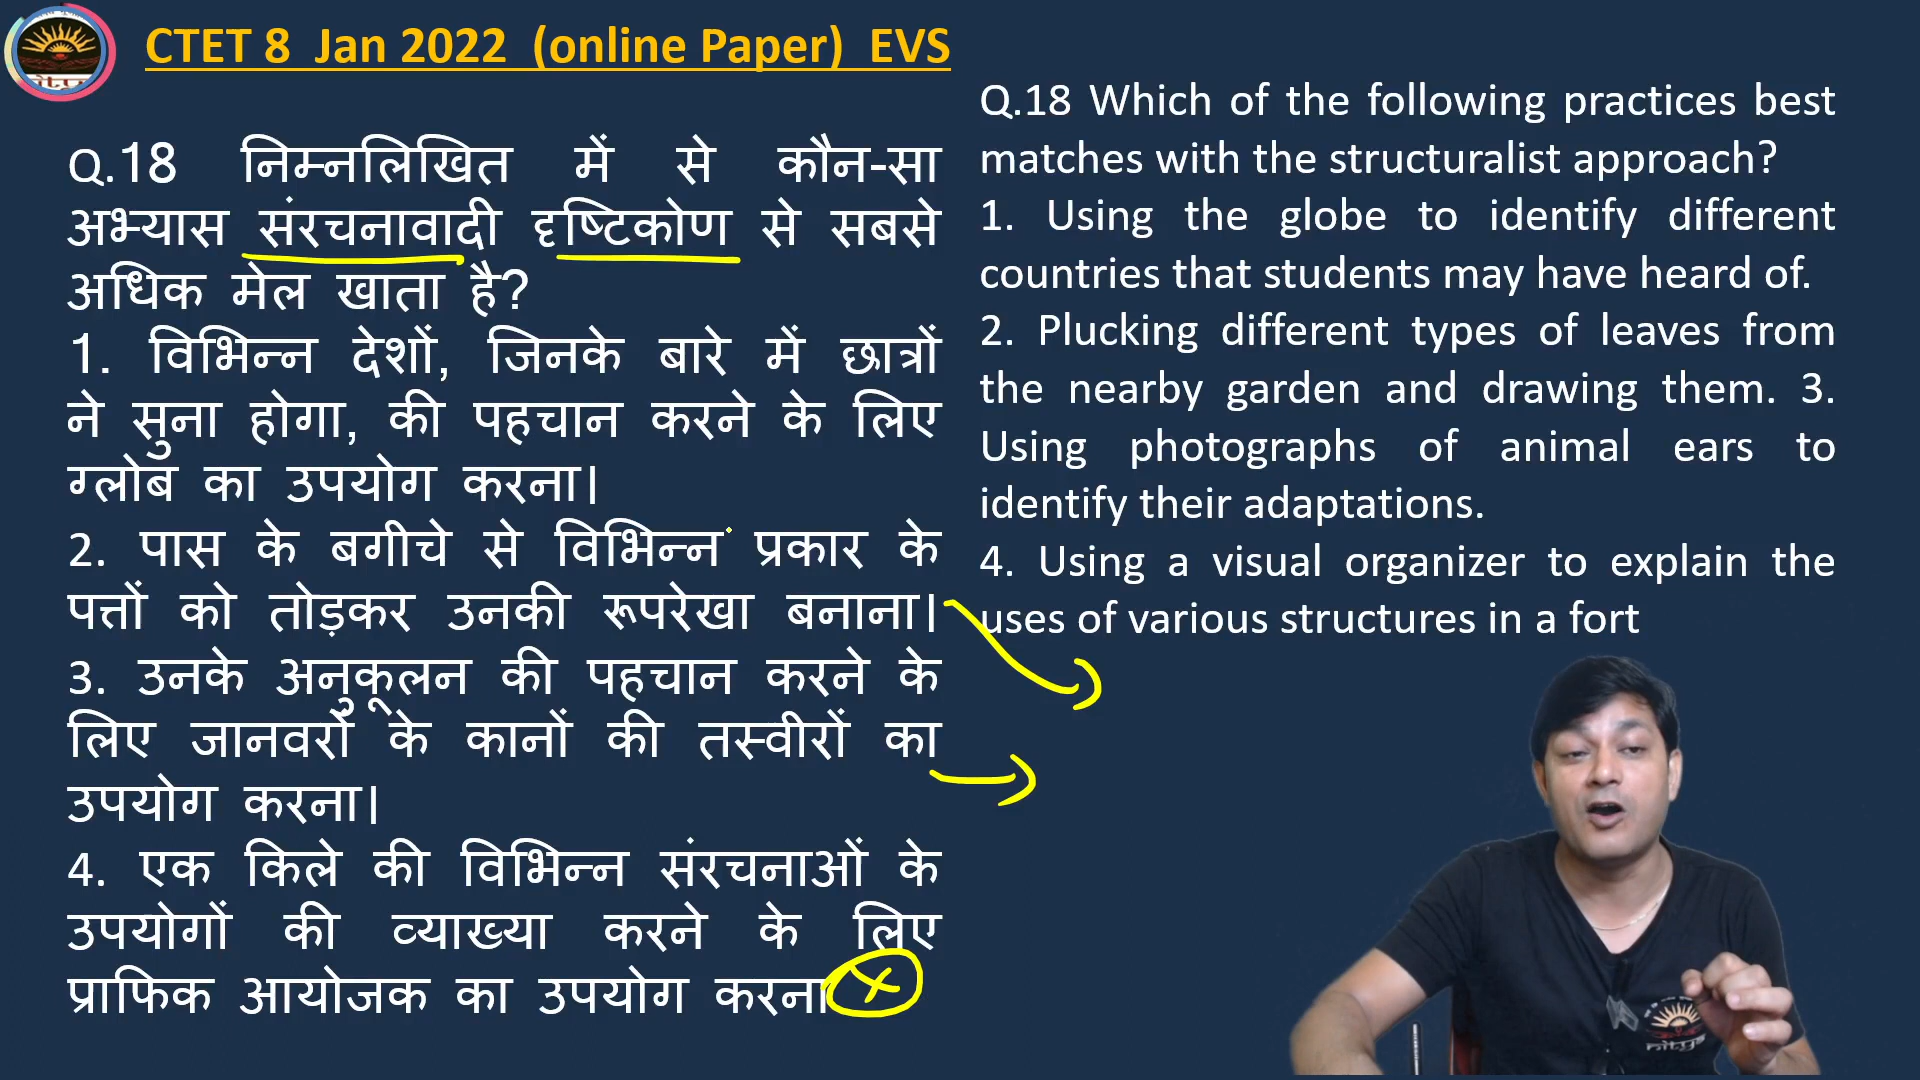 CTET 8 Jan 2022 (online Paper) EVS
Q.18 निम्नलिखित में से कौन-सा
अभ्यास संरचनावादी दृष्टिकोण से सबसे
अधिक मेल खाता है?
1. विभिन्न देशों, जिनके बारे में छात्रों
ने सुना होगा, की पहचान करने के लिए
ग्लोब का उपयोग करना।
2. पास के बगीचे से विभिन्न प्रकार के
पत्तों को तोड़कर उनकी रूपरेखा बनाना।
3. उनके अनुकूलन की पहचान करने के
लिए जानवरों के कानों की तस्वीरों का
उपयोग करना।
4. एक किले की विभिन्न संरचनाओं के
उपयोगों की व्याख्या करने के लिए
प्राफिक आयोजक का उपयोग करना
Q.18 Which of the following practices best
matches with the structuralist approach?
1. Using the globe to identify different
countries that students may have heard of.
2. Plucking different types of leaves from
the nearby garden and drawing them. 3.
Using photographs of animal ears to
identify their adaptations.
4. Using a visual organizer to explain the
uses of various structures in a fort
nitya